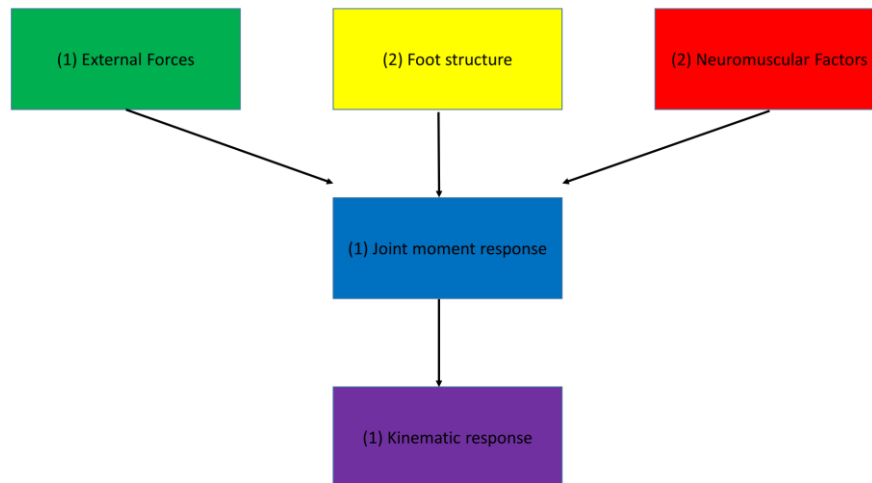 (1) External Forces
(2) Foot structure
(2) Neuromuscular Factors
(1) Joint moment response
(1) Kinematic response